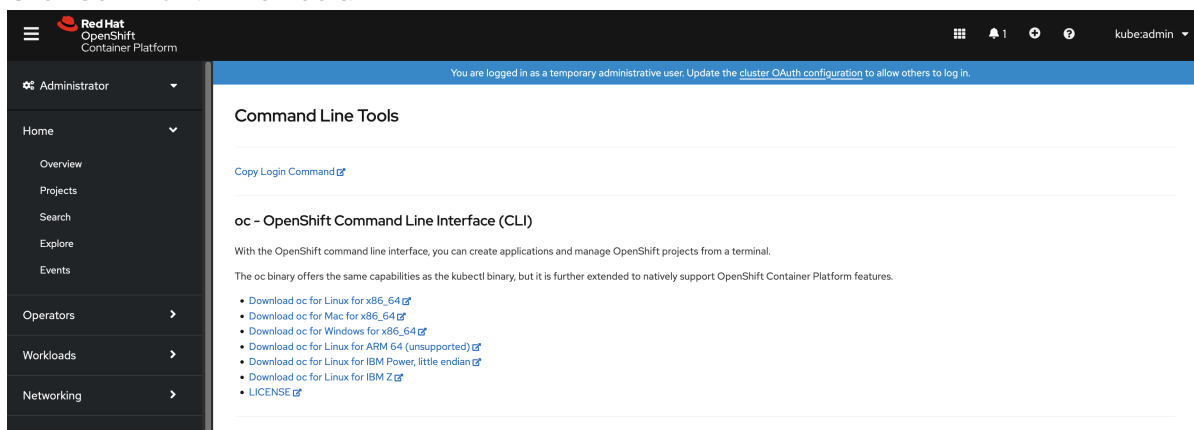 Red Hat
OpenShift
Container Platform
1
kube:admin
You are logged in as a temporary administrative user. Update the cluster OAuth configuration to allow others to log in.
Administrator
Home
Overview
Projects
Search
Explore
Events
Operators
Workloads
Networking
Command Line Tools
Copy Login Command
oc - OpenShift Command Line Interface (CLI)
With the OpenShift command line interface, you can create applications and manage OpenShift projects from a terminal.
The oc binary offers the same capabilities as the kubectl binary, but it is further extended to natively support OpenShift Container Platform features.
• Download oc for Linux for x86_64
• Download oc for Mac for x86_64
• Download oc for Windows for x86_64
• Download oc for Linux for ARM 64 (unsupported)
• Download oc for Linux for IBM Power, little endian
• Download oc for Linux for IBM Z
• LICENSE